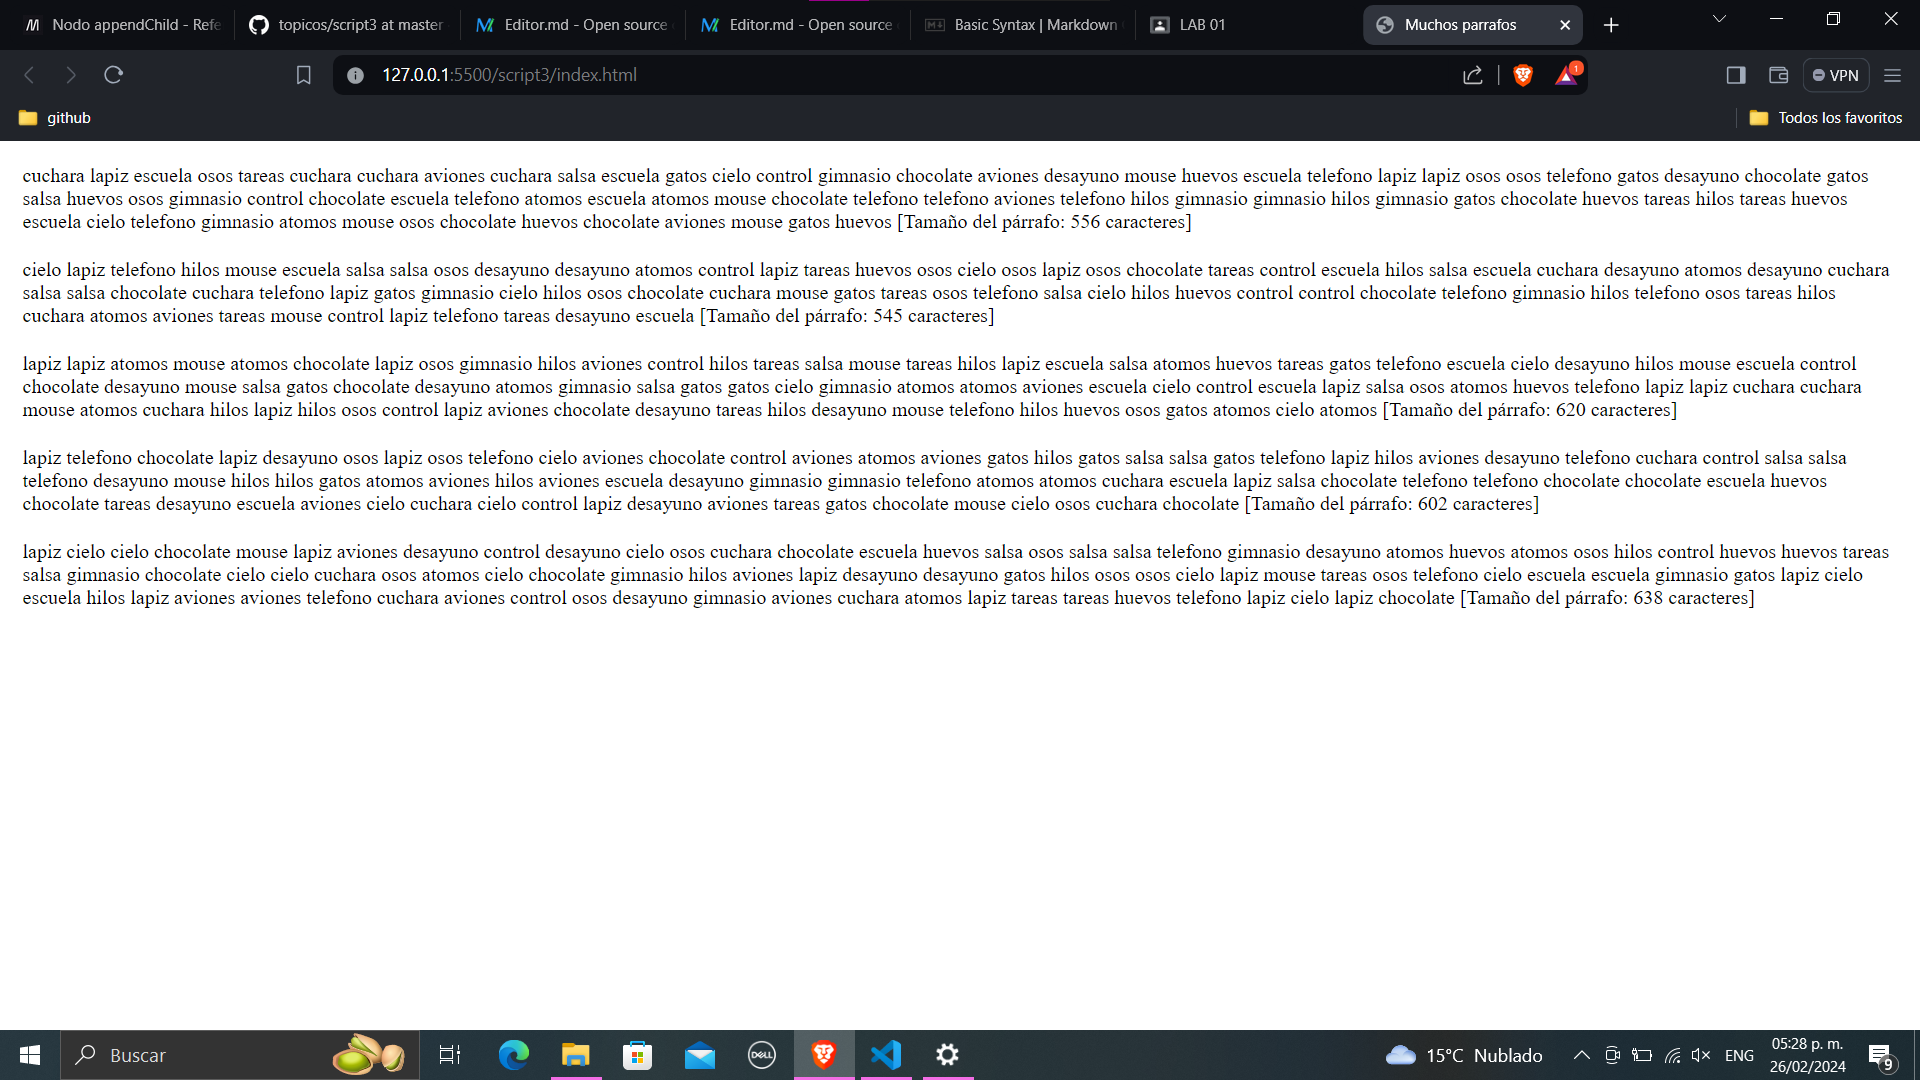 Nodo appendChild - Refe
topicos/script3 at master
Editor.md - Open source
Editor.md - Open source
Basic Syntax | Markdown
LAB 01
Muchos parrafos
127.0.0.1:5500/script3/index.html
1
VPN
github
Todos los favoritos
cuchara lapiz escuela osos tareas cuchara cuchara aviones cuchara salsa escuela gatos cielo control gimnasio chocolate aviones desayuno mouse huevos escuela telefono lapiz lapiz osos osos telefono gatos desayuno chocolate gatos
salsa huevos osos gimnasio control chocolate escuela telefono atomos escuela atomos mouse chocolate telefono telefono aviones telefono hilos gimnasio gimnasio hilos gimnasio gatos chocolate huevos tareas hilos tareas huevos
escuela cielo telefono gimnasio atomos mouse osos chocolate huevos chocolate aviones mouse gatos huevos [Tamaño del párrafo: 556 caracteres]
cielo lapiz telefono hilos mouse escuela salsa salsa osos desayuno desayuno atomos control lapiz tareas huevos osos cielo osos lapiz osos chocolate tareas control escuela hilos salsa escuela cuchara desayuno atomos desayuno cuchara
salsa salsa chocolate cuchara telefono lapiz gatos gimnasio cielo hilos osos chocolate cuchara mouse gatos tareas osos telefono salsa cielo hilos huevos control control chocolate telefono gimnasio hilos telefono osos tareas hilos
cuchara atomos aviones tareas mouse control lapiz telefono tareas desayuno escuela [Tamaño del párrafo: 545 caracteres]
lapiz lapiz atomos mouse atomos chocolate lapiz osos gimnasio hilos aviones control hilos tareas salsa mouse tareas hilos lapiz escuela salsa atomos huevos tareas gatos telefono escuela cielo desayuno hilos mouse escuela control
chocolate desayuno mouse salsa gatos chocolate desayuno atomos gimnasio salsa gatos gatos cielo gimnasio atomos atomos aviones escuela cielo control escuela lapiz salsa osos atomos huevos telefono lapiz lapiz cuchara cuchara
mouse atomos cuchara hilos lapiz hilos osos control lapiz aviones chocolate desayuno tareas hilos desayuno mouse telefono hilos huevos osos gatos atomos cielo atomos [Tamaño del párrafo: 620 caracteres]
lapiz telefono chocolate lapiz desayuno osos lapiz osos telefono cielo aviones chocolate control aviones atomos aviones gatos hilos gatos salsa salsa gatos telefono lapiz hilos aviones desayuno telefono cuchara control salsa salsa
telefono desayuno mouse hilos hilos gatos atomos aviones hilos aviones escuela desayuno gimnasio gimnasio telefono atomos atomos cuchara escuela lapiz salsa chocolate telefono telefono chocolate chocolate escuela huevos
chocolate tareas desayuno escuela aviones cielo cuchara cielo control lapiz desayuno aviones tareas gatos chocolate mouse cielo osos cuchara chocolate [Tamaño del párrafo: 602 caracteres]
lapiz cielo cielo chocolate mouse lapiz aviones desayuno control desayuno cielo osos cuchara chocolate escuela huevos salsa osos salsa salsa telefono gimnasio desayuno atomos huevos atomos osos hilos control huevos huevos tareas
salsa gimnasio chocolate cielo cielo cuchara osos atomos cielo chocolate gimnasio hilos aviones lapiz desayuno desayuno gatos hilos osos osos cielo lapiz mouse tareas osos telefono cielo escuela escuela gimnasio gatos lapiz cielo
escuela hilos lapiz aviones aviones telefono cuchara aviones control osos desayuno gimnasio aviones cuchara atomos lapiz tareas tareas huevos telefono lapiz cielo lapiz chocolate [Tamaño del párrafo: 638 caracteres]
Buscar
DELL
15°C Nublado
ENG
05:28 p. m.
26/02/2024
9